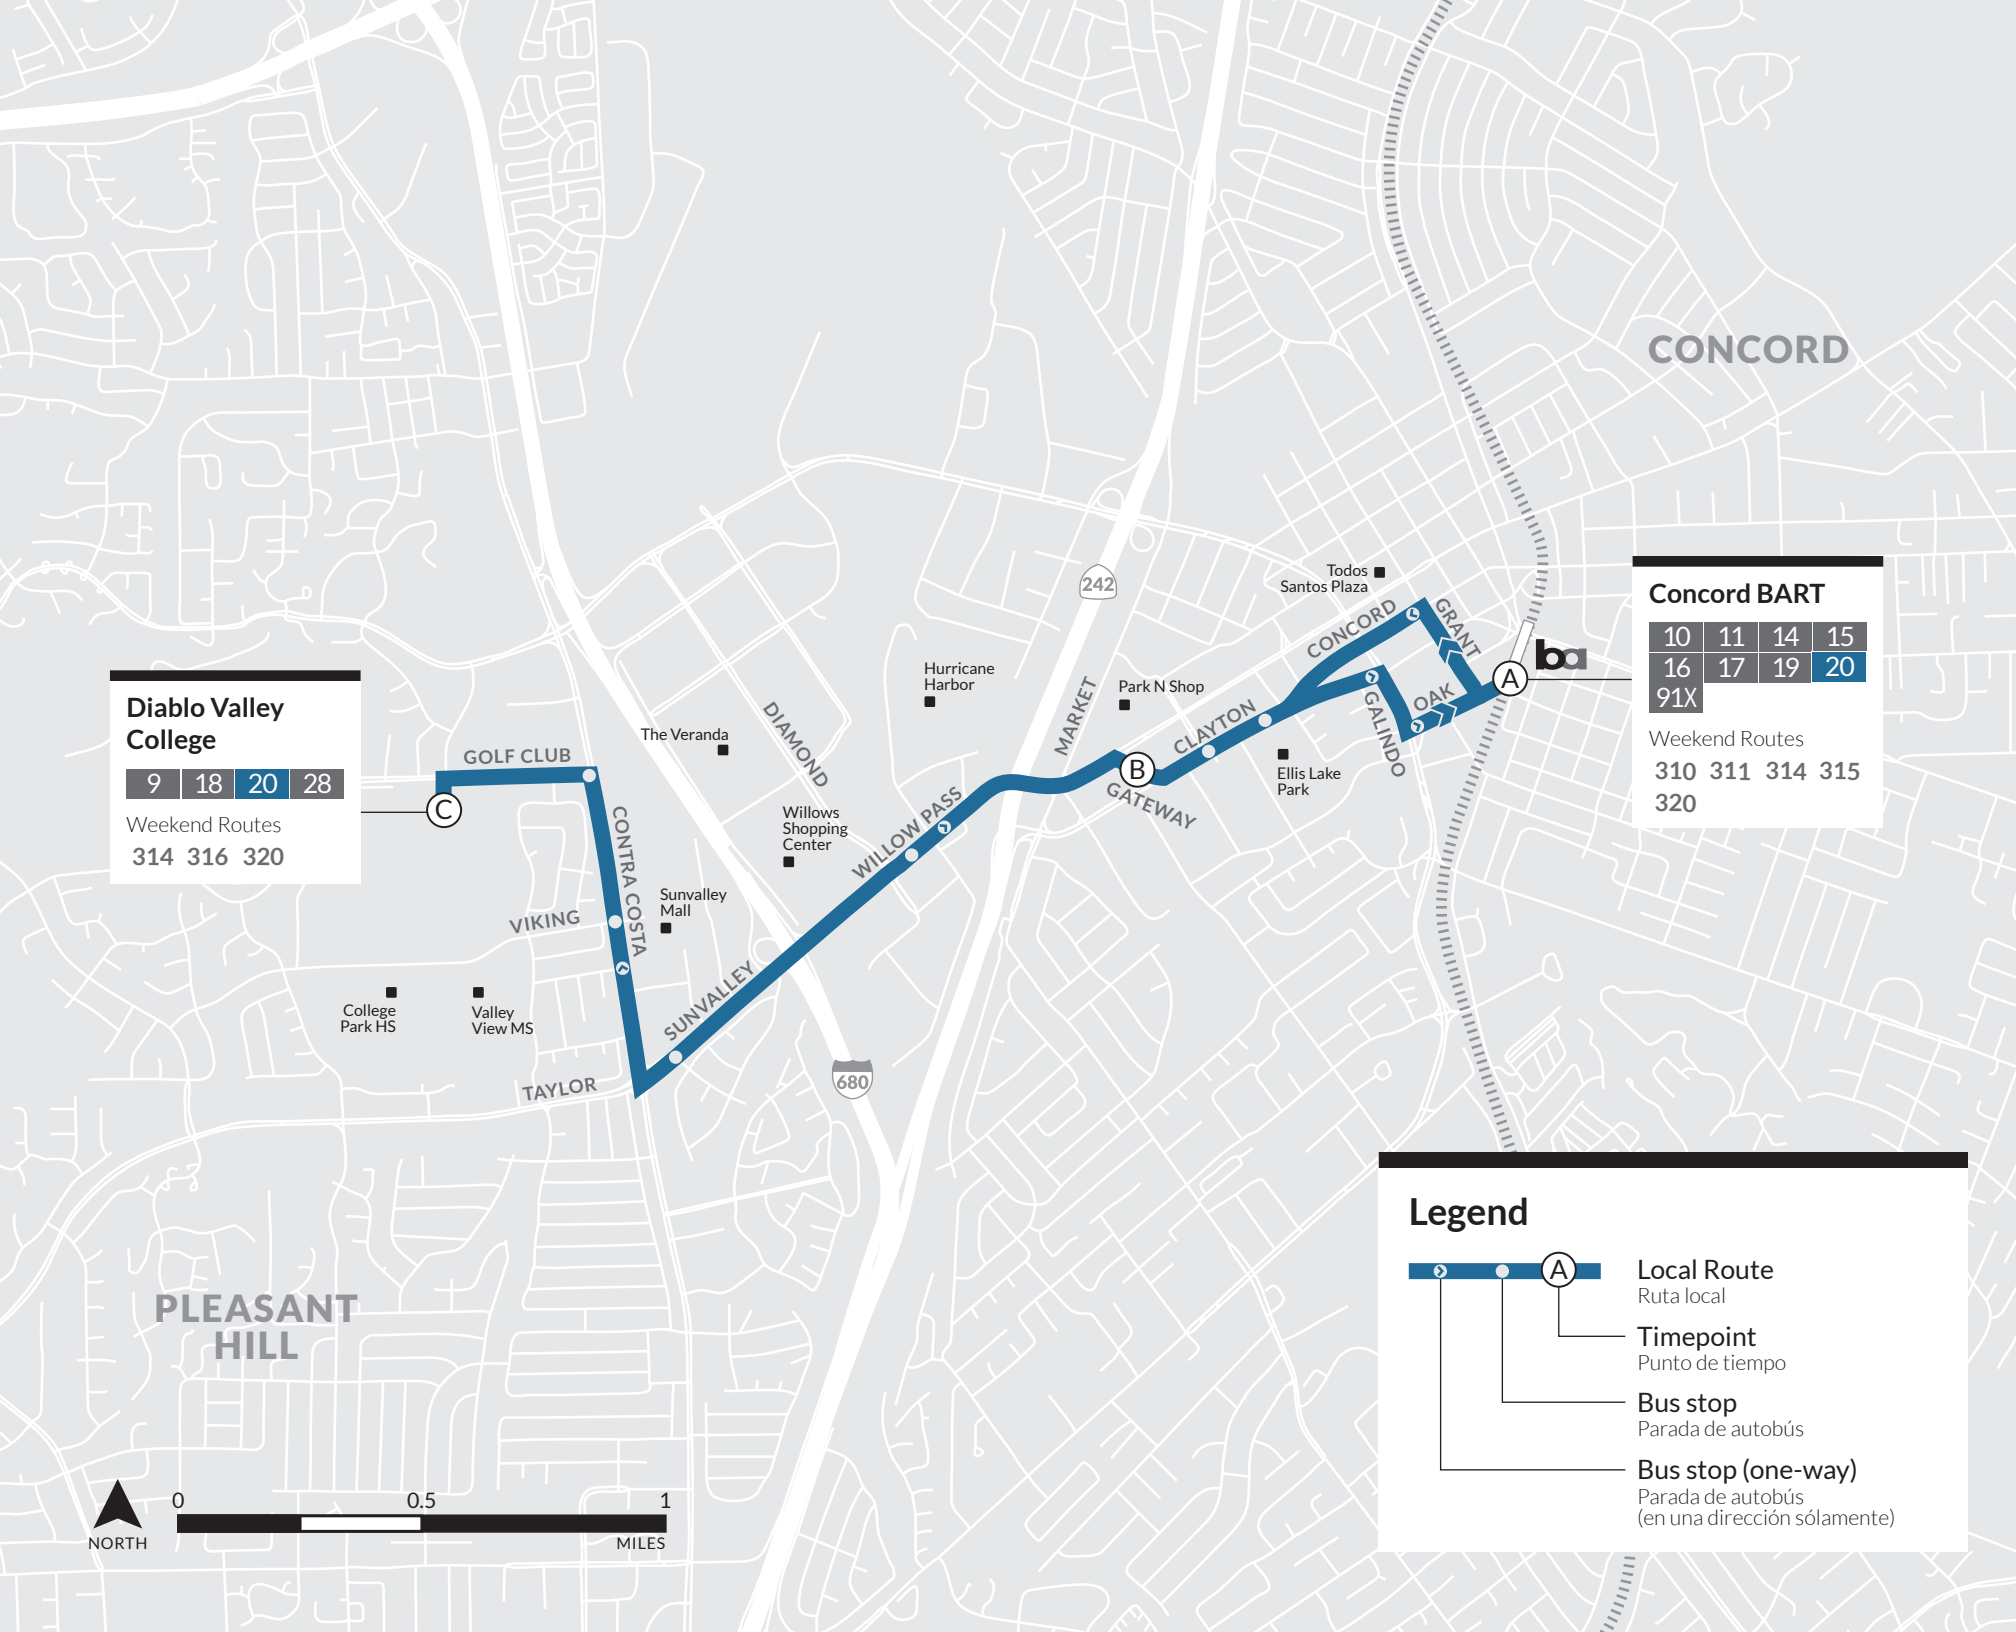 CONCORD
242
Todos
Santos Plaza
CONCORD
GRANT
Concord BART
10 11 14 15
16 17 19 20
91X
Weekend Routes
310 311 314 315
320
ba
A
OAK
GALINDO
Hurricane
Harbor
MARKET
Park N Shop
CLAYTON
B
GATEWAY
Ellis Lake
Park
Diablo Valley
College
9 18 20 28
Weekend Routes
314 316 320
C
GOLF CLUB
The Veranda
DIAMOND
Willows
Shopping
Center
WILLOW PASS
CONTRA COSTA
Sunvalley
Mall
VIKING
SUNVALLEY
College
Park HS
Valley
View MS
TAYLOR
680
PLEASANT
HILL
Legend
A
Local Route
Ruta local
Timepoint
Punto de tiempo
Bus stop
Parada de autobús
Bus stop (one-way)
Parada de autobús
(en una dirección sólamente)
0 0.5 1
NORTH
MILES